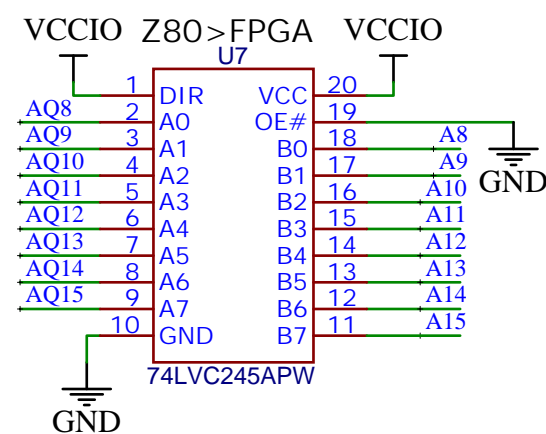 VCCIO Z80>FPGA VCCIO
U7
1 DIR VCC 20
AQ8 2 A0 OE# 19
AQ9 3 A1 B0 18 A8
AQ10 4 A2 B1 17 A9 GND
AQ11 5 A3 B2 16 A10
AQ12 6 A4 B3 15 A11
AQ13 7 A5 B4 14 A12
AQ14 8 A6 B5 13 A13
AQ15 9 A7 B6 12 A14
10 GND B7 11 A15
74LVC245APW
GND